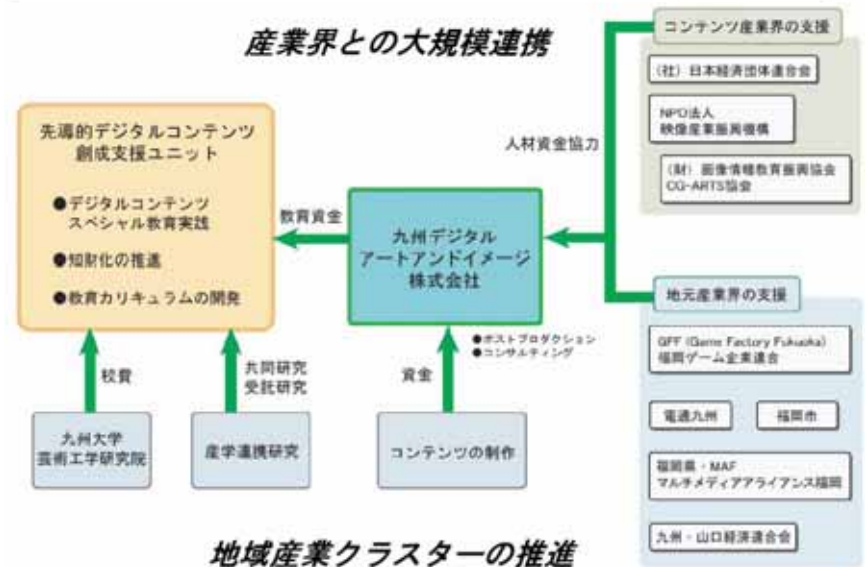 産業界との大規模連携
コンテンツ産業界の支援
(社) 日本経済団体連合会
NPO法人
映像産業振興機構
(財) 画像情報教育振興協会
CG-ARTS協会
人材資金協力
先導的デジタルコンテンツ
創成支援ユニット
●デジタルコンテンツ
スペシャル教育実践
●知財化の推進
●教育カリキュラムの開発
教育資金
九州デジタル
アートアンドイメージ
株式会社
●ポストプロダクション
●コンサルティング
地元産業界の支援
GFF (Game Factory Fukuoka)
福岡ゲーム企業連合
電通九州
福岡市
福岡県・MAF
マルチメディアアライアンス福岡
九州・山口経済連合会
校費
共同研究
受託研究
資金
九州大学
芸術工学研究院
産学連携研究
コンテンツの制作
地域産業クラスターの推進